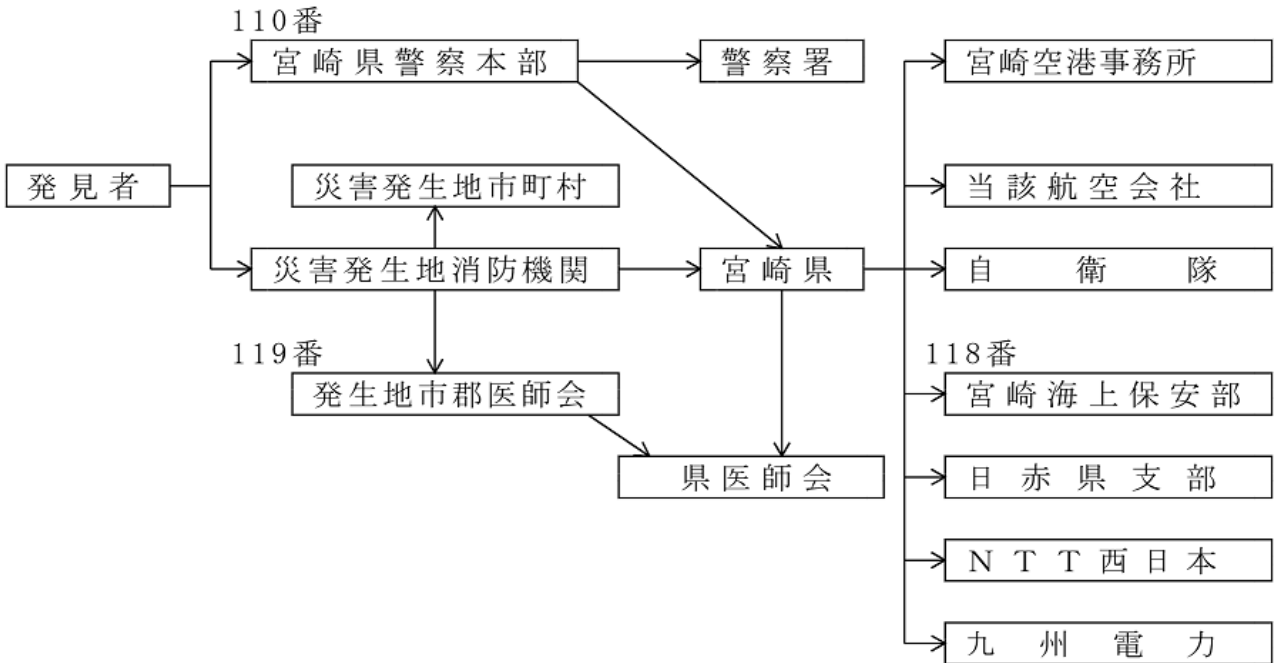 110番
宮崎県警察本部
警察署
宮崎空港事務所
発見者
災害発生地市町村
当該航空会社
災害発生地消防機関
宮崎県
自衛隊
119番
118番
発生地市郡医師会
宮崎海上保安部
県医師会
日赤県支部
NTT西日本
九州電力